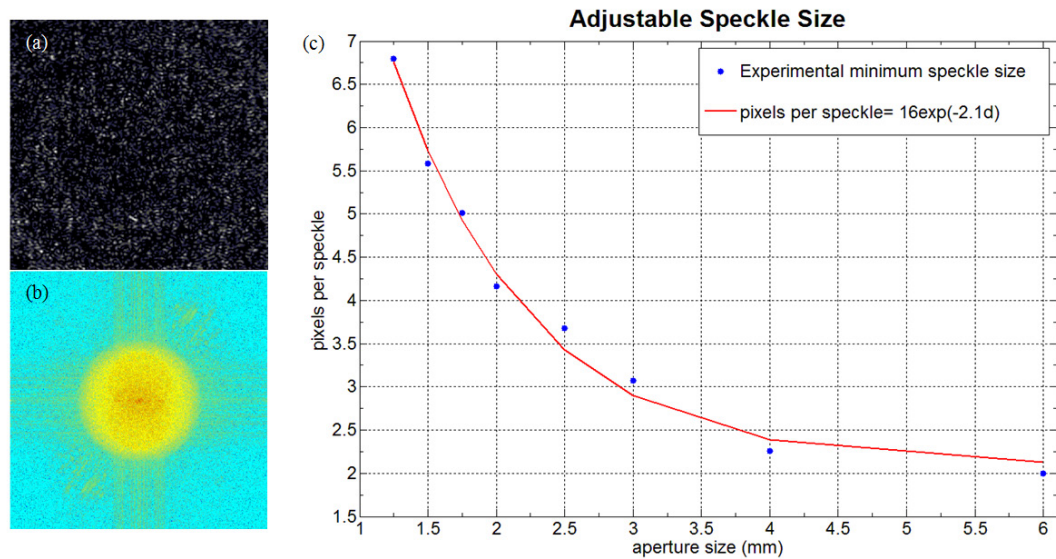 (a)
(b)
(c)
Adjustable Speckle Size
pixels per speckle
7
6.5
6
5.5
5
4.5
4
3.5
3
2.5
2
1.5
Experimental minimum speckle size
pixels per speckle= 16exp(-2.1d)
1 1.5 2 2.5 3 3.5 4 4.5 5 5.5 6
aperture size (mm)